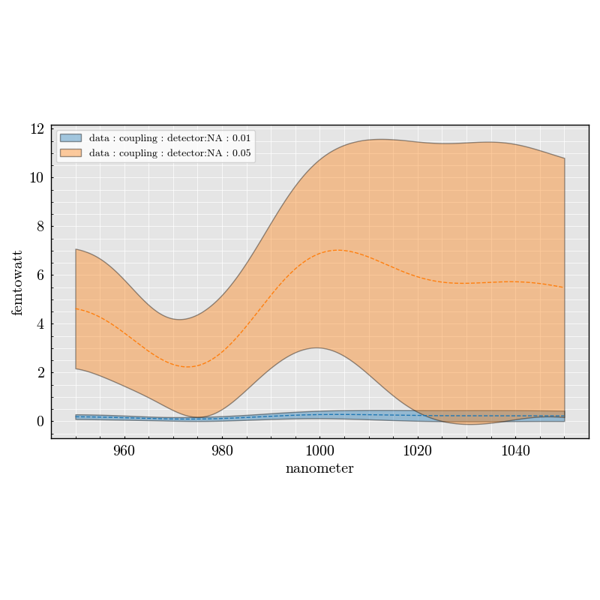 data : coupling : detector:NA : 0.01
data : coupling : detector:NA : 0.05
12
10
8
6
4
2
0
femtowatt
960 980 1000 1020 1040
nanometer